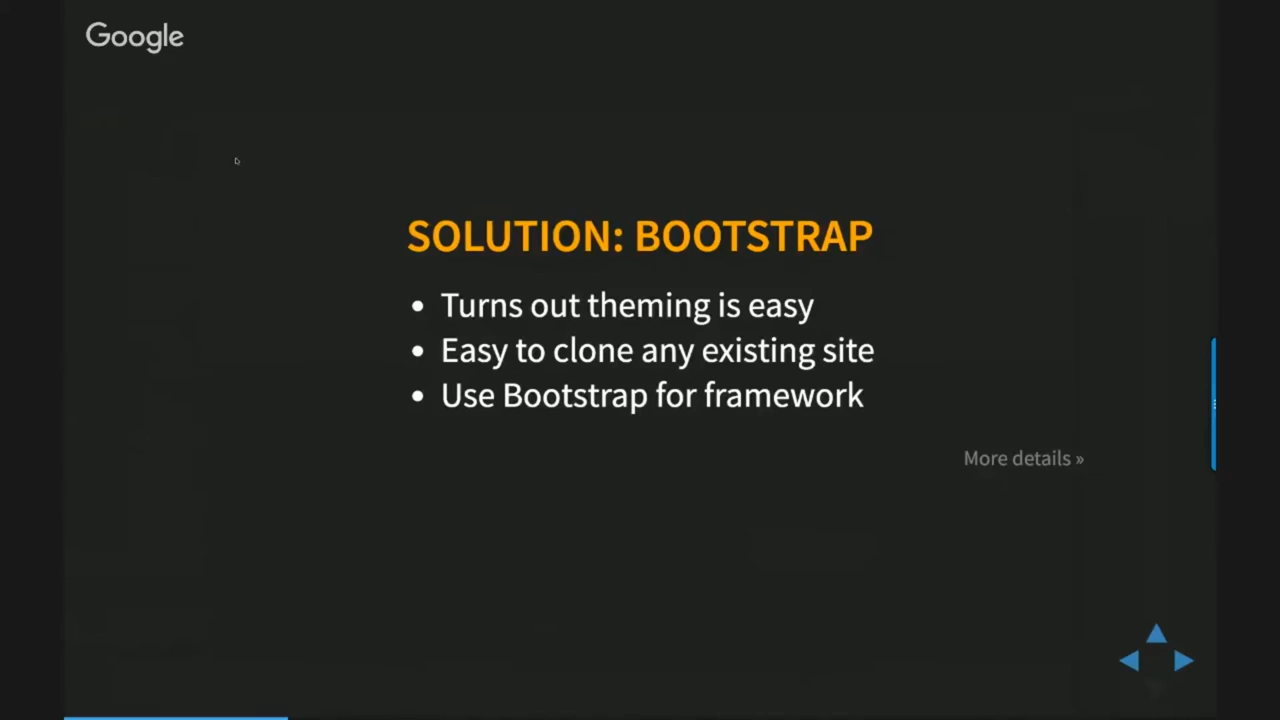 Google
SOLUTION: BOOTSTRAP
• Turns out theming is easy
• Easy to clone any existing site
• Use Bootstrap for framework
More details »